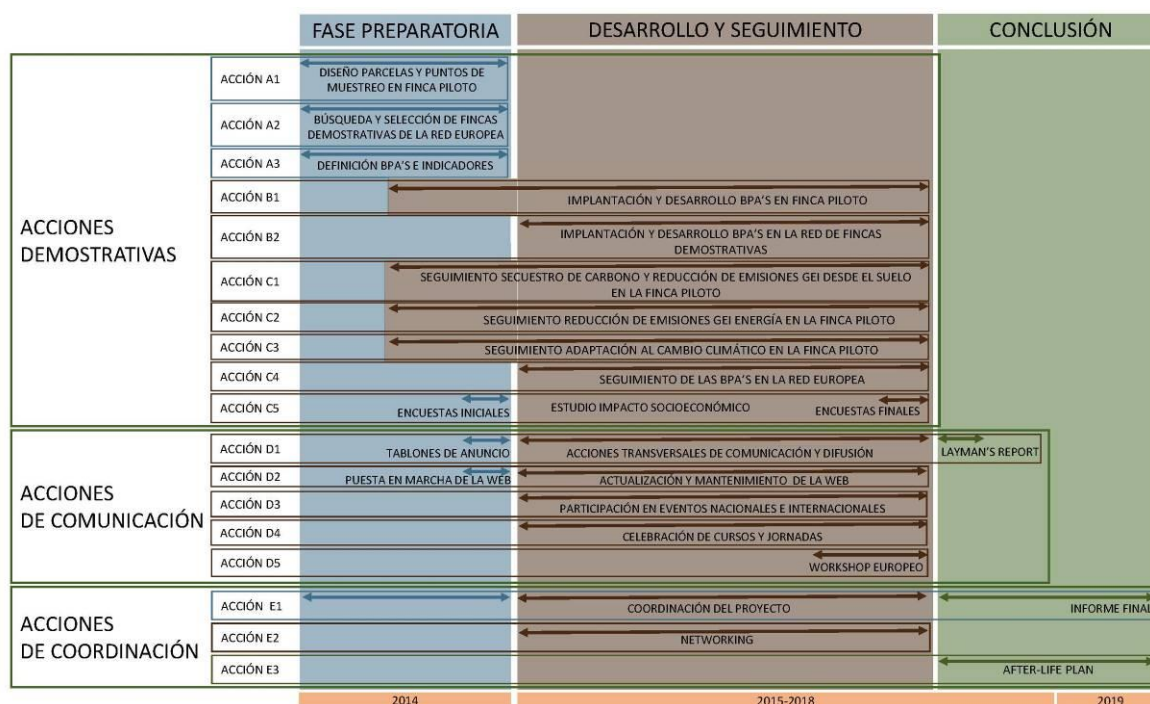 FASE PREPARATORIA
DESARROLLO Y SEGUIMIENTO
CONCLUSIÓN
ACCIONES
DEMOSTRATIVAS
ACCIÓN A1
DISEÑO PARCELAS Y PUNTOS DE
MUESTREO EN FINCA PILOTO
ACCIÓN A2
BÚSQUEDA Y SELECCIÓN DE FINCAS
DEMOSTRATIVAS DE LA RED EUROPEA
ACCIÓN A3
DEFINICIÓN BPA'S E INDICADORES
ACCIÓN B1
IMPLANTACIÓN Y DESARROLLO BPA'S EN FINCA PILOTO
ACCIÓN B2
IMPLANTACIÓN Y DESARROLLO BPA'S EN LA RED DE FINCAS
DEMOSTRATIVAS
ACCIÓN C1
SEGUIMIENTO SECUESTRO DE CARBONO Y REDUCCIÓN DE EMISIONES GEI DESDE EL SUELO
EN LA FINCA PILOTO
ACCIÓN C2
SEGUIMIENTO REDUCCIÓN DE EMISIONES GEI ENERGÍA EN LA FINCA PILOTO
ACCIÓN C3
SEGUIMIENTO ADAPTACIÓN AL CAMBIO CLIMÁTICO EN LA FINCA PILOTO
ACCIÓN C4
SEGUIMIENTO DE LAS BPA'S EN LA RED EUROPEA
ACCIÓN C5
ENCUESTAS INICIALES
ESTUDIO IMPACTO SOCIOECONÓMICO
ENCUESTAS FINALES
ACCIONES
DE COMUNICACIÓN
ACCIÓN D1
TABLONES DE ANUNCIO
ACCIONES TRANSVERSALES DE COMUNICACIÓN Y DIFUSIÓN
LAYMAN'S REPORT
ACCIÓN D2
PUESTA EN MARCHA DE LA WEB
ACTUALIZACIÓN Y MANTENIMIENTO DE LA WEB
ACCIÓN D3
PARTICIPACIÓN EN EVENTOS NACIONALES E INTERNACIONALES
ACCIÓN D4
CELEBRACIÓN DE CURSOS Y JORNADAS
ACCIÓN D5
WORKSHOP EUROPEO
ACCIONES
DE COORDINACIÓN
ACCIÓN E1
COORDINACIÓN DEL PROYECTO
INFORME FINAL
ACCIÓN E2
NETWORKING
ACCIÓN E3
AFTER-LIFE PLAN
2014
2015-2018
2019